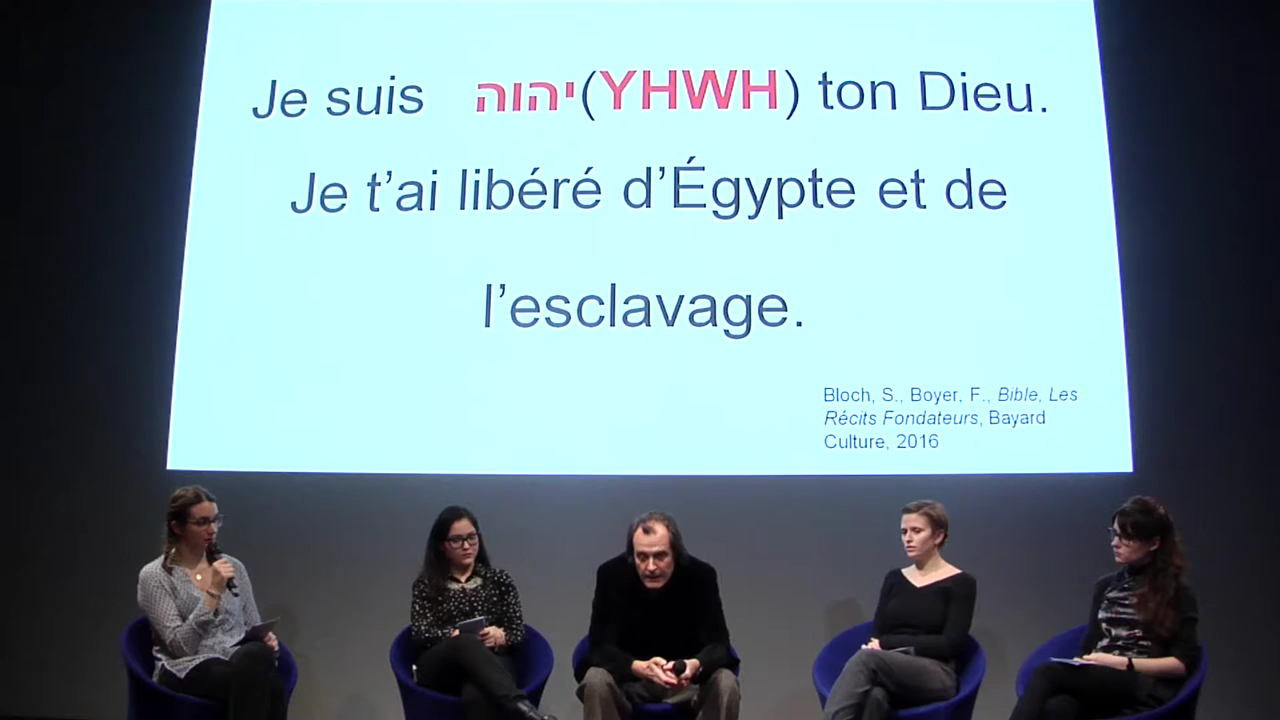 Je suis יהוה (YHWH) ton Dieu.
Je t’ai libéré d’Égypte et de
l’esclavage.
Bloch, S., Boyer, F., Bible, Les
Récits Fondateurs, Bayard
Culture, 2016